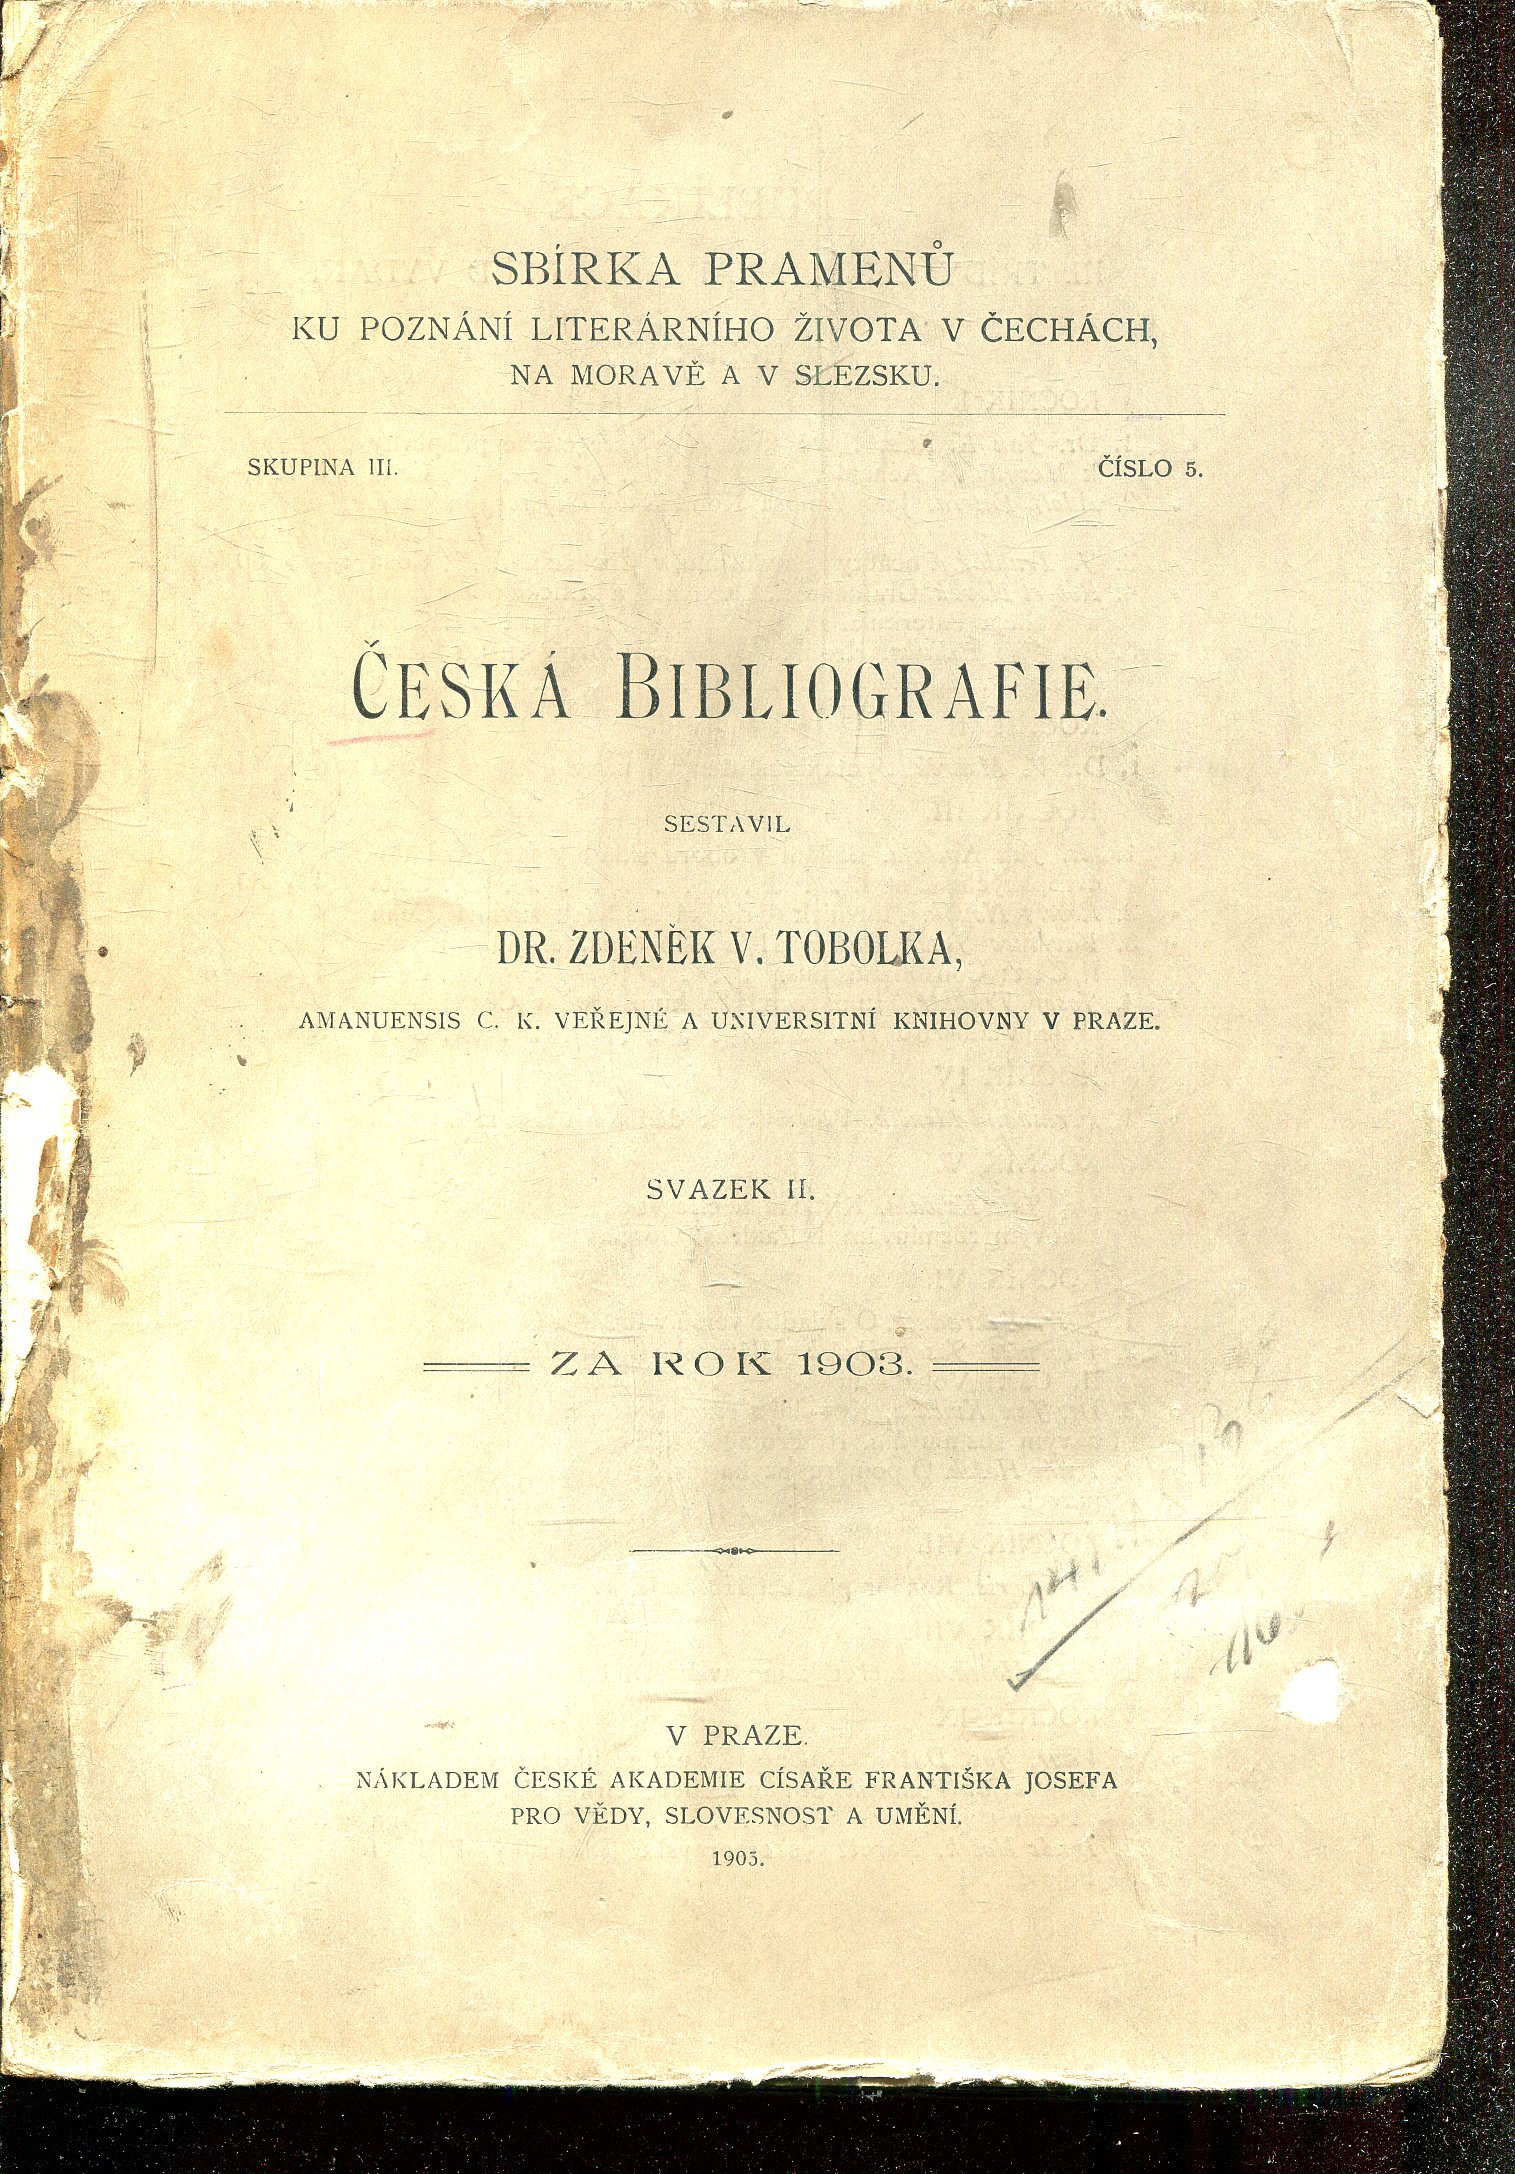 SBÍRKA PRAMENŮ
KU POZNÁNÍ LITERÁRNÍHO ŽIVOTA V ČECHÁCH,
NA MORAVĚ A V SLEZSKU.
SKUPINA III.
ČÍSLO 5.
ČESKÁ BIBLIOGRAFIE.
SESTAVIL
DR. ZDENĚK V. TOBOLKA,
AMANUENSIS C. K. VEŘEJNÉ A UNIVERSITNÍ KNIHOVNY V PRAZE.
SVAZEK II.
ZA ROK 1903.
V PRAZE.
NÁKLADEM ČESKÉ AKADEMIE CÍSAŘE FRANTIŠKA JOSEFA
PRO VĚDY, SLOVESNOST A UMĚNÍ.
1905.